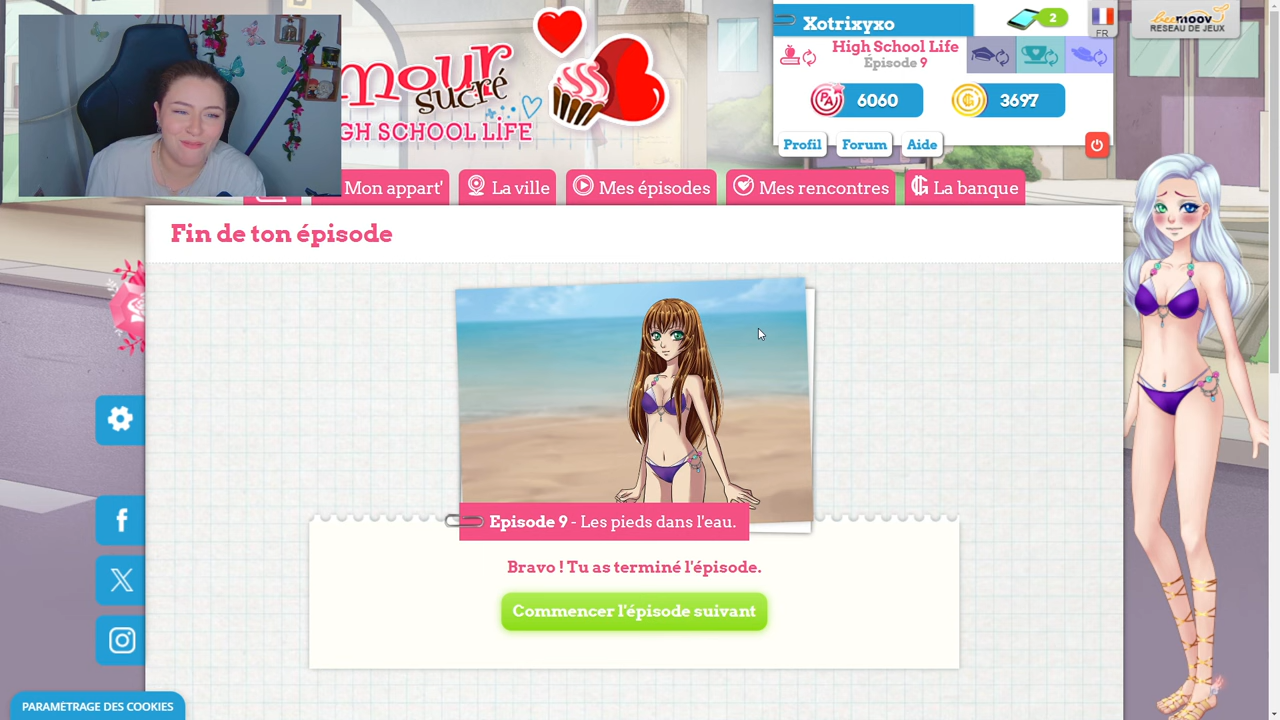 mour
sucré
GH SCHOOL LIFE
Xotrixyxo
2
FR
beemoov
RESEAU DE JEUX
High School Life
Épisode 9
6060
3697
Profil
Forum
Aide
Mon appart'
La ville
Mes épisodes
Mes rencontres
La banque
Fin de ton épisode
Episode 9 - Les pieds dans l'eau.
Bravo ! Tu as terminé l'épisode.
Commencer l'épisode suivant
PARAMÉTRAGE DES COOKIES